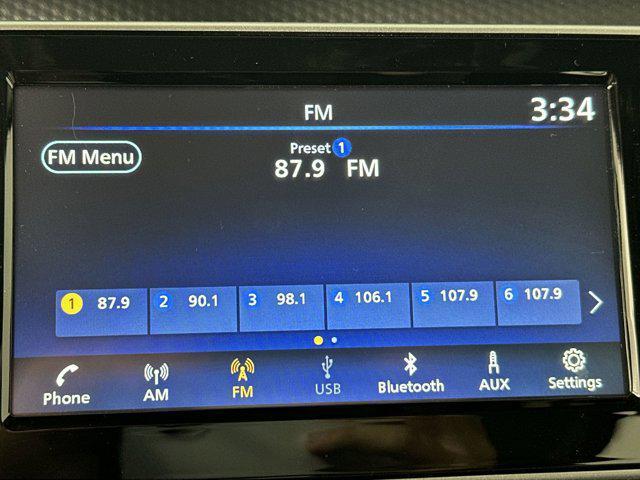 FM
3:34
FM Menu
Preset 1
87.9 FM
1 87.9 2 90.1 3 98.1 4 106.1 5 107.9 6 107.9
Phone AM FM USB Bluetooth AUX Settings